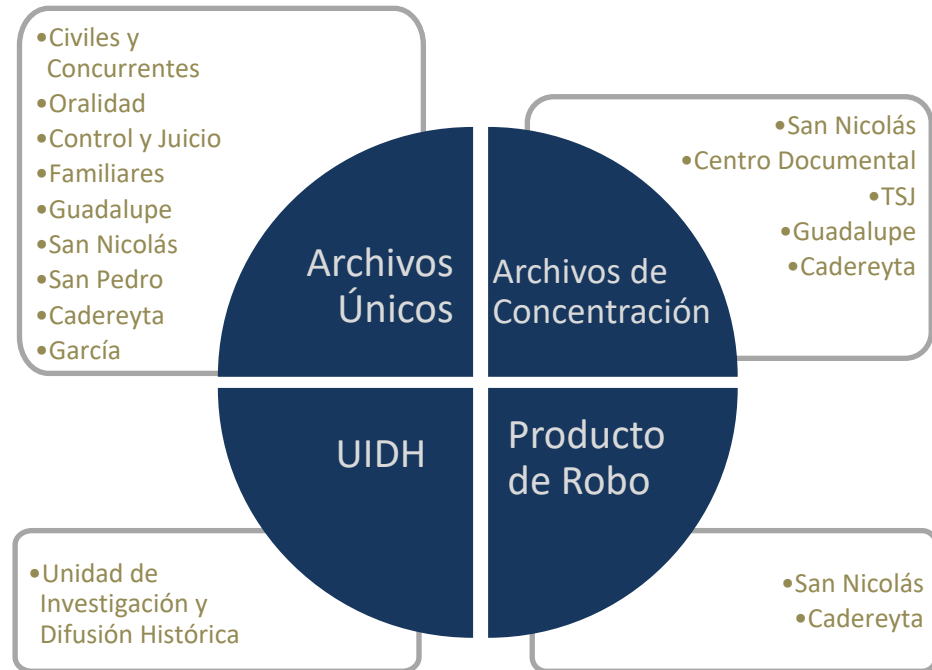 •Civiles y
Concurrentes
•Oralidad
•Control y Juicio
•Familiares
•Guadalupe
•San Nicolás
•San Pedro
•Cadereyta
•García
•San Nicolás
•Centro Documental
•TSJ
•Guadalupe
•Cadereyta
Archivos
Únicos
Archivos de
Concentración
UIDH
Producto
de Robo
•Unidad de
Investigación y
Difusión Histórica
•San Nicolás
•Cadereyta